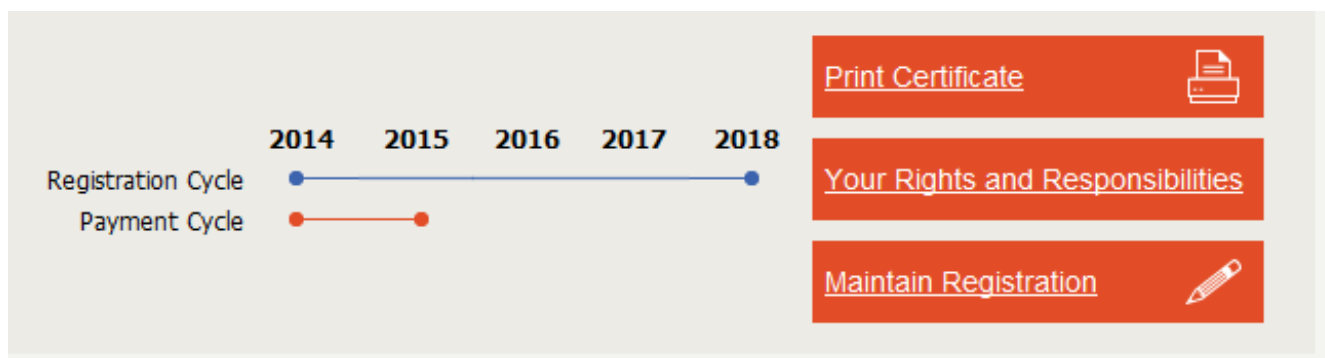 2014 2015 2016 2017 2018
Registration Cycle
Payment Cycle
Print Certificate
Your Rights and Responsibilities
Maintain Registration